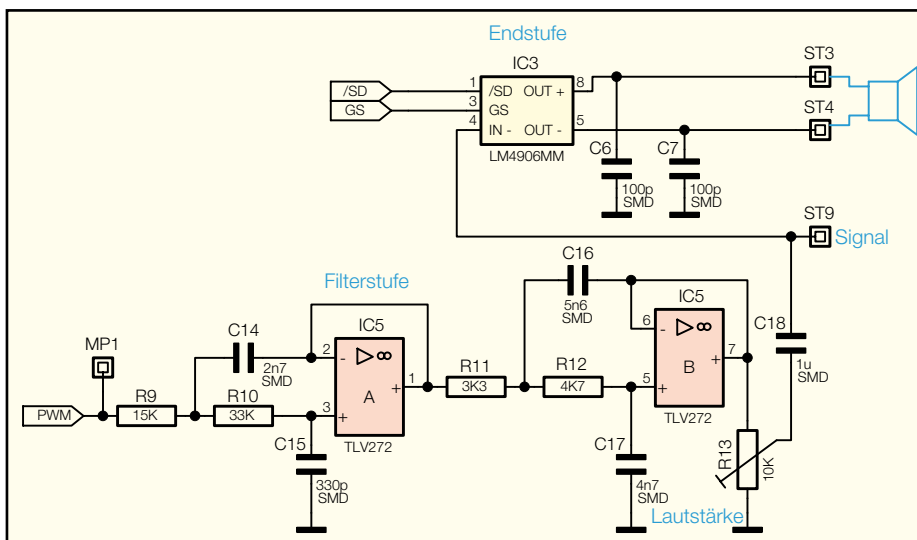 Endstufe
IC3
/SD
GS
1
3
4
/SD OUT +
GS
IN - OUT -
8
5
LM4906MM
C6
100p
SMD
C7
100p
SMD
ST3
ST4
ST9
Signal
Filterstufe
MP1
PWM
R9
15K
C14
2n7
SMD
R10
33K
C15
330p
SMD
IC5
2
-
3
+
A
+
1
TLV272
R11
3K3
C16
5n6
SMD
R12
4K7
C17
4n7
SMD
IC5
6
-
5
+
B
+
7
TLV272
C18
1u
SMD
R13
10K
Lautstärke